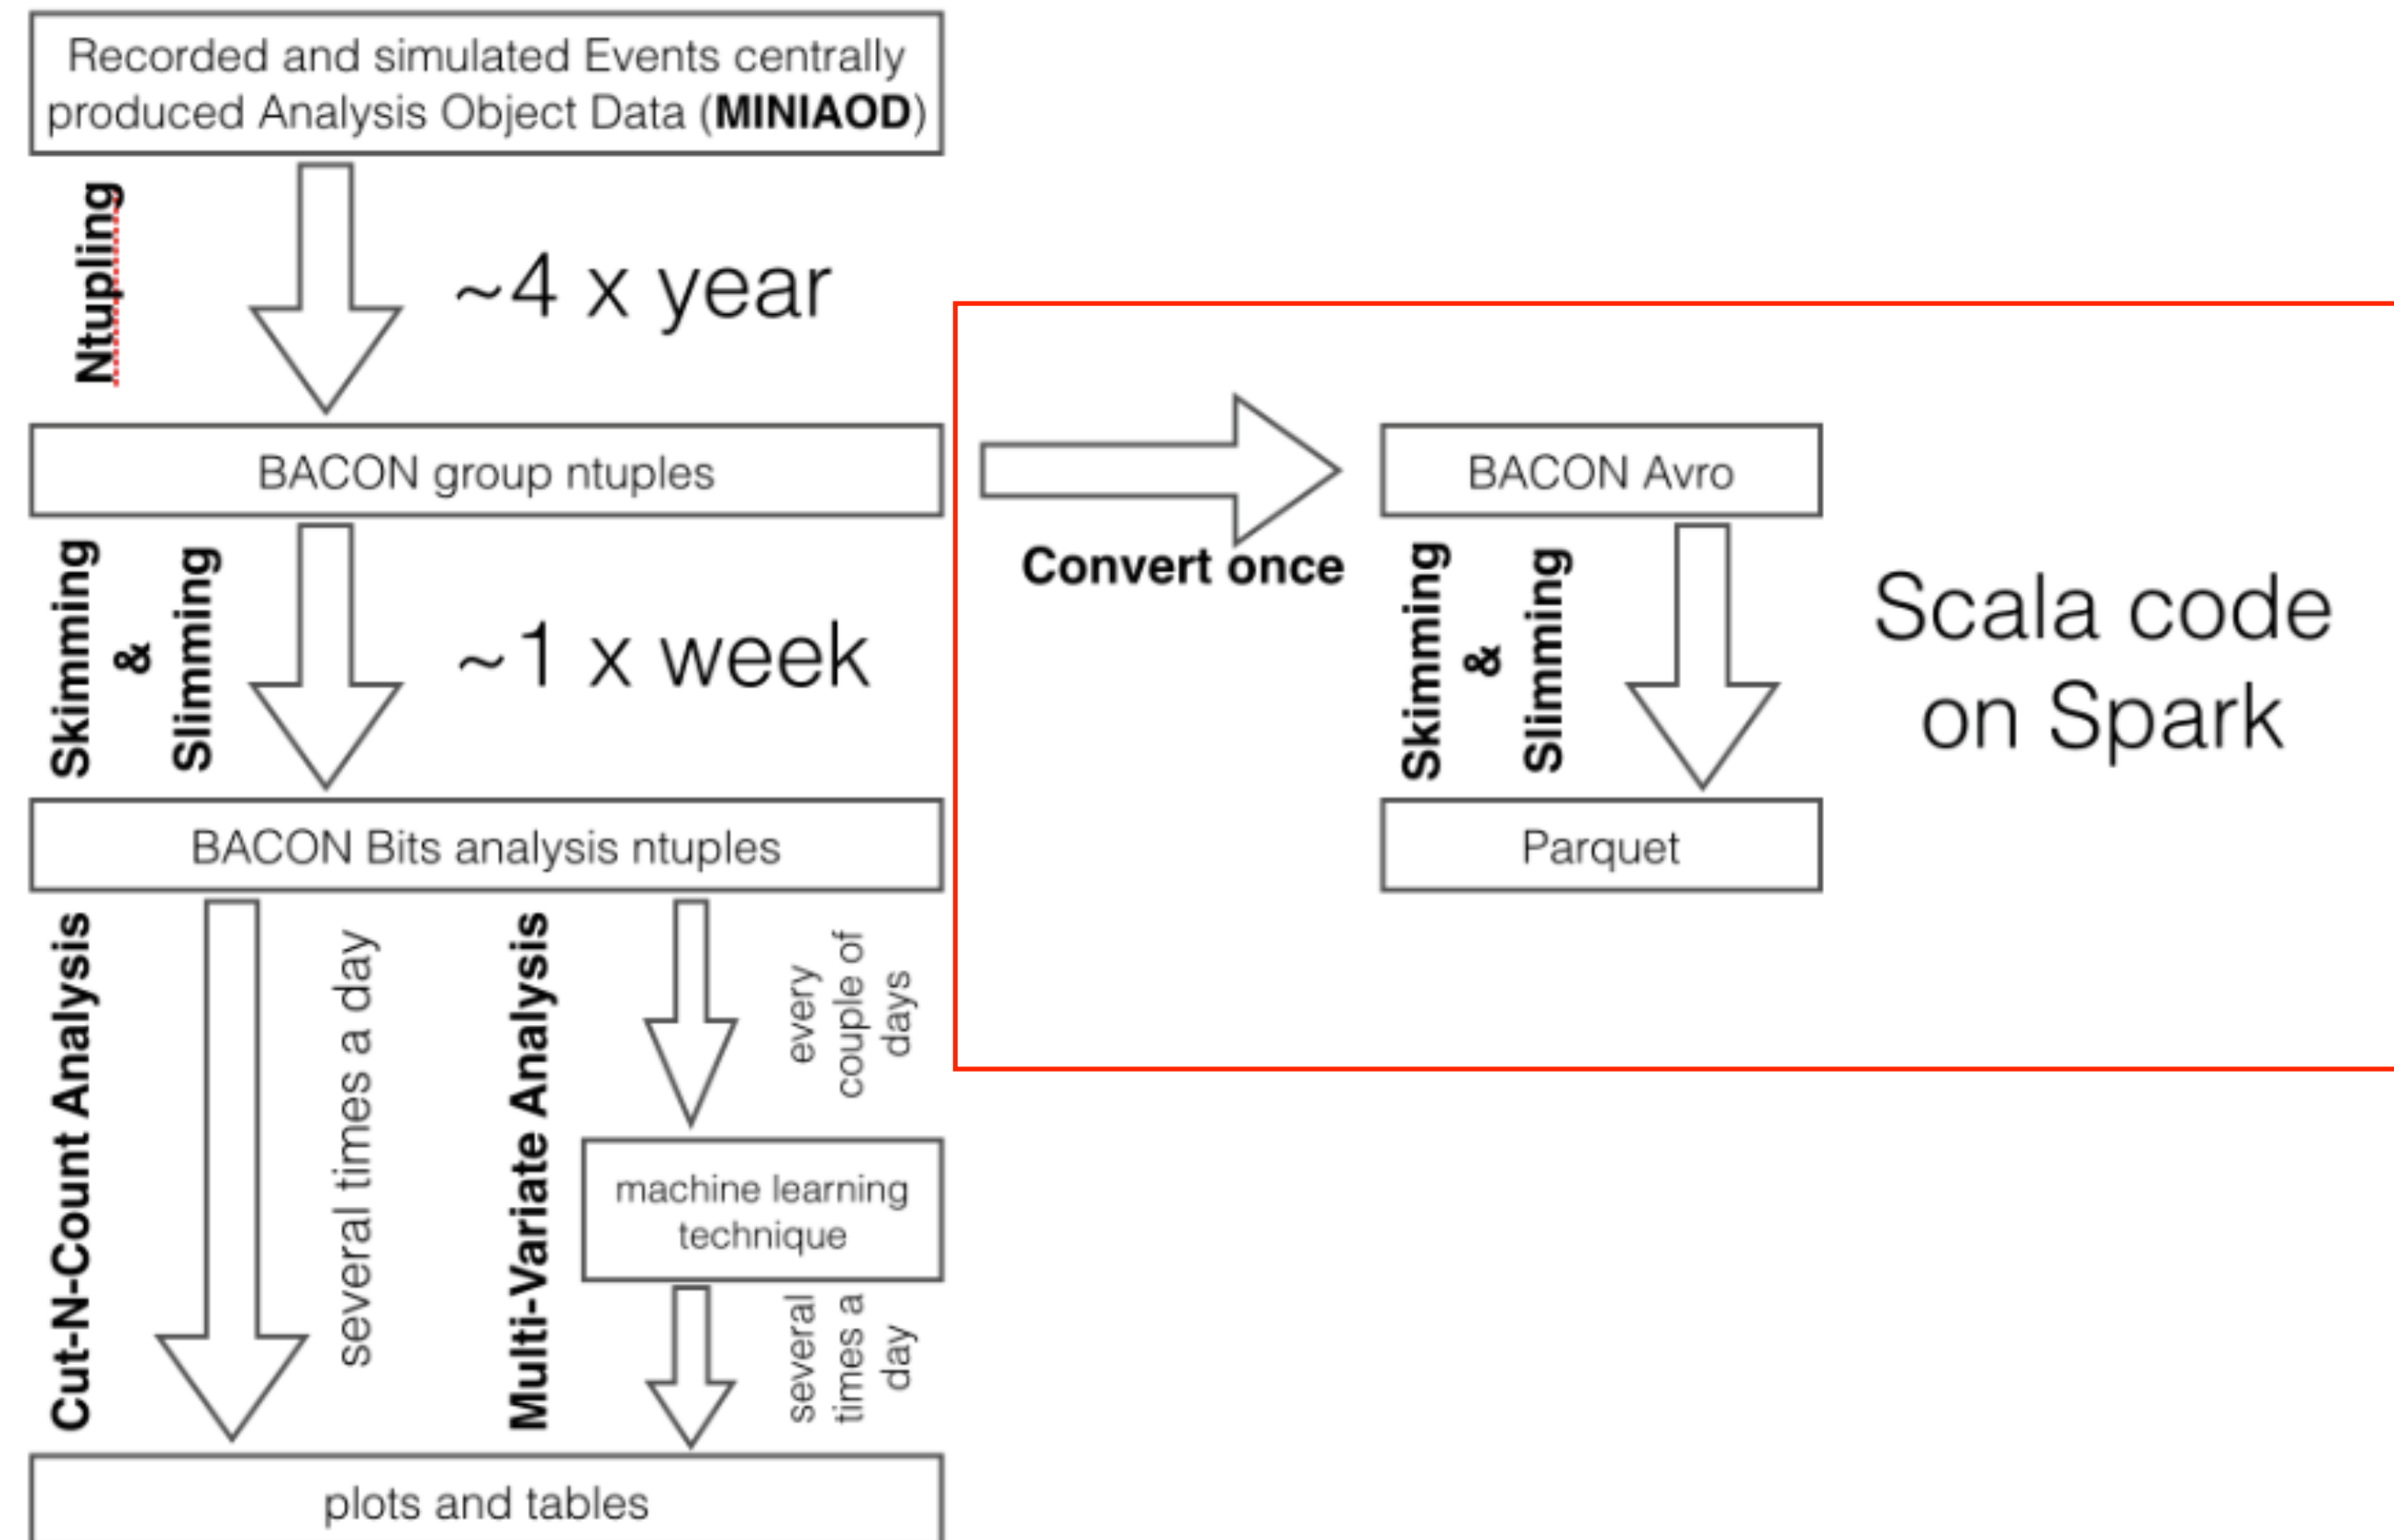 Recorded and simulated Events centrally
produced Analysis Object Data (MINIAOD)
Ntupling
~4 x year
BACON group ntuples
Convert once
BACON Avro
Skimming
&
Slimming
~1 x week
Skimming
&
Slimming
Scala code
on Spark
BACON Bits analysis ntuples
Parquet
Cut-N-Count Analysis
several times a day
Multi-Variate Analysis
every
couple of
days
machine learning
technique
several
times a
day
plots and tables